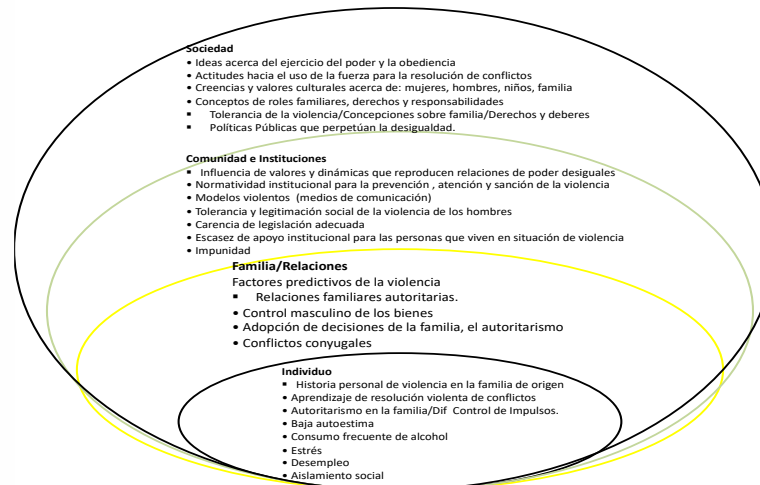 Sociedad
• Ideas acerca del ejercicio del poder y la obediencia
• Actitudes hacia el uso de la fuerza para la resolución de conflictos
• Creencias y valores culturales acerca de: mujeres, hombres, niños, familia
• Conceptos de roles familiares, derechos y responsabilidades
▪ Tolerancia de la violencia/Concepciones sobre familia/Derechos y deberes
▪ Políticas Públicas que perpetúan la desigualdad.
Comunidad e Instituciones
▪ Influencia de valores y dinámicas que reproducen relaciones de poder desiguales
• Normatividad institucional para la prevención , atención y sanción de la violencia
• Modelos violentos (medios de comunicación)
• Tolerancia y legitimación social de la violencia de los hombres
• Carencia de legislación adecuada
• Escasez de apoyo institucional para las personas que viven en situación de violencia
• Impunidad
Familia/Relaciones
Factores predictivos de la violencia
▪ Relaciones familiares autoritarias.
• Control masculino de los bienes
• Adopción de decisiones de la familia, el autoritarismo
• Conflictos conyugales
Individuo
▪ Historia personal de violencia en la familia de origen
• Aprendizaje de resolución violenta de conflictos
• Autoritarismo en la familia/Dif Control de Impulsos.
• Baja autoestima
• Consumo frecuente de alcohol
• Estrés
• Desempleo
• Aislamiento social